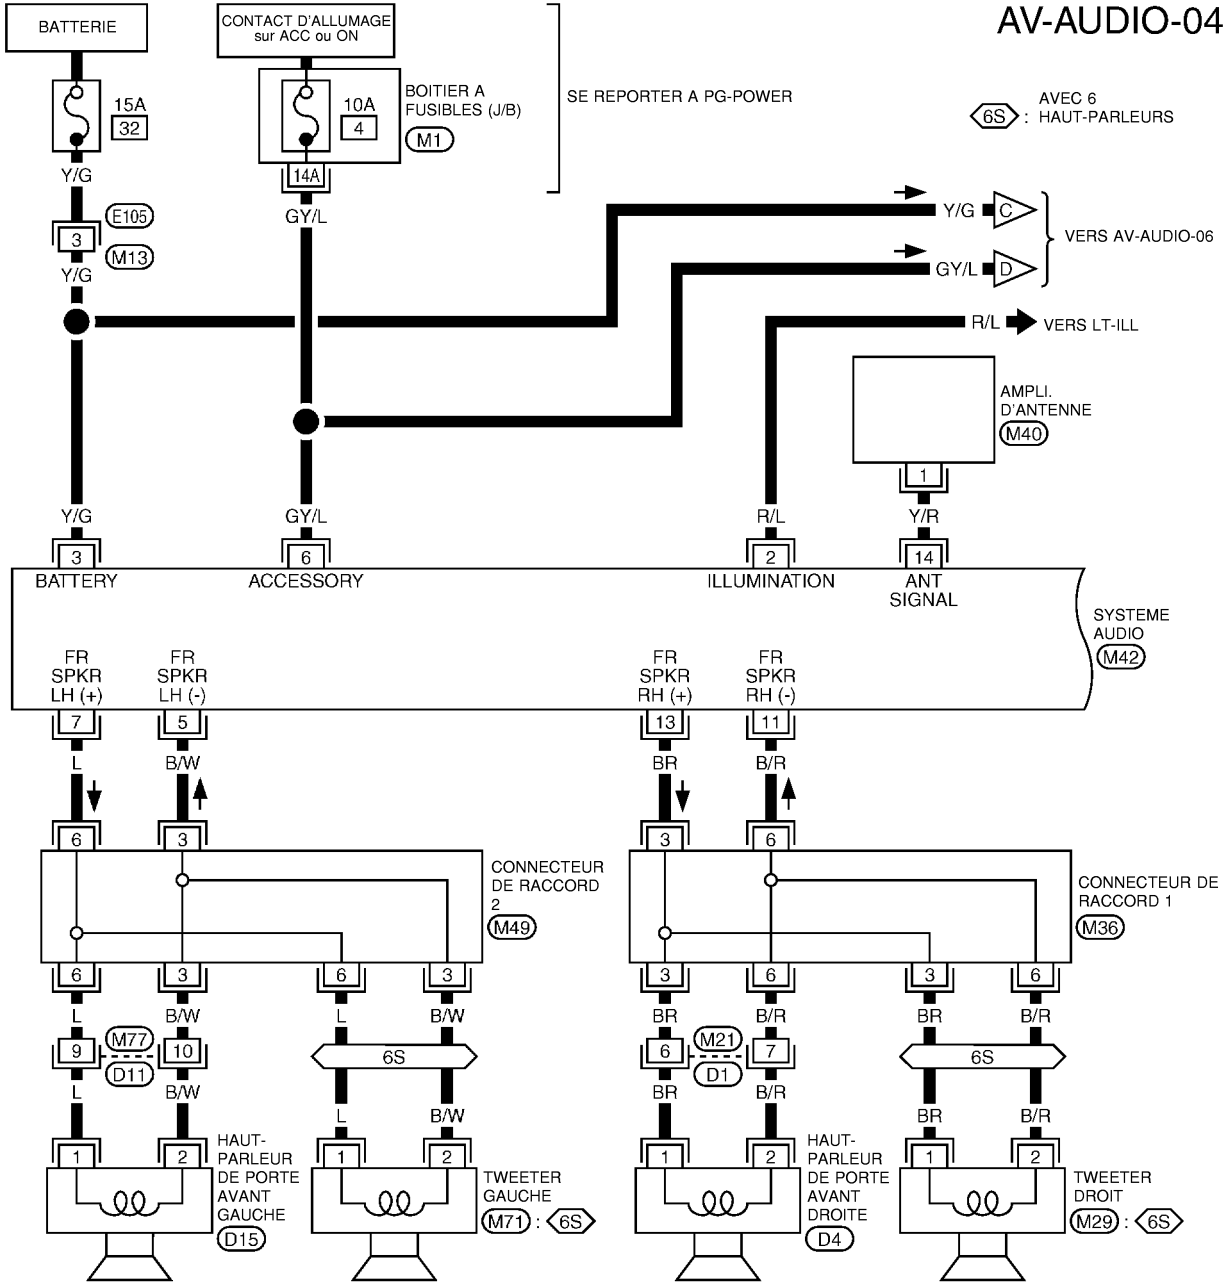 AV-AUDIO-04
BATTERIE
CONTACT D'ALLUMAGE
sur ACC ou ON
15A
32
10A
4
BOITIER A
FUSIBLES (J/B)
M1
SE REPORTER A PG-POWER
6S : AVEC 6
HAUT-PARLEURS
Y/G
14A
GY/L
E105
3
M13
Y/G
Y/G C
GY/L D
VERS AV-AUDIO-06
R/L VERS LT-ILL
AMPLI.
D'ANTENNE
M40
1
Y/G
GY/L
R/L
Y/R
3
6
2
14
BATTERY
ACCESSORY
ILLUMINATION
ANT
SIGNAL
SYSTEME
AUDIO
M42
FR
SPKR
LH (+)
FR
SPKR
LH (-)
FR
SPKR
RH (+)
FR
SPKR
RH (-)
7
5
13
11
L
B/W
BR
B/R
6
3
3
6
CONNECTEUR
DE RACCORD
2
M49
CONNECTEUR DE
RACCORD 1
M36
6
3
6
3
3
6
3
6
L
B/W
L
B/W
BR
B/R
BR
B/R
9
M77
D11
10
6S
6
M21
D1
7
6S
L
B/W
L
B/W
BR
B/R
BR
B/R
1
2
1
2
1
2
1
2
HAUT-
PARLEUR
DE PORTE
AVANT
GAUCHE
D15
TWEETER
GAUCHE
M71 : 6S
HAUT-
PARLEUR
DE PORTE
AVANT
DROITE
D4
TWEETER
DROIT
M29 : 6S